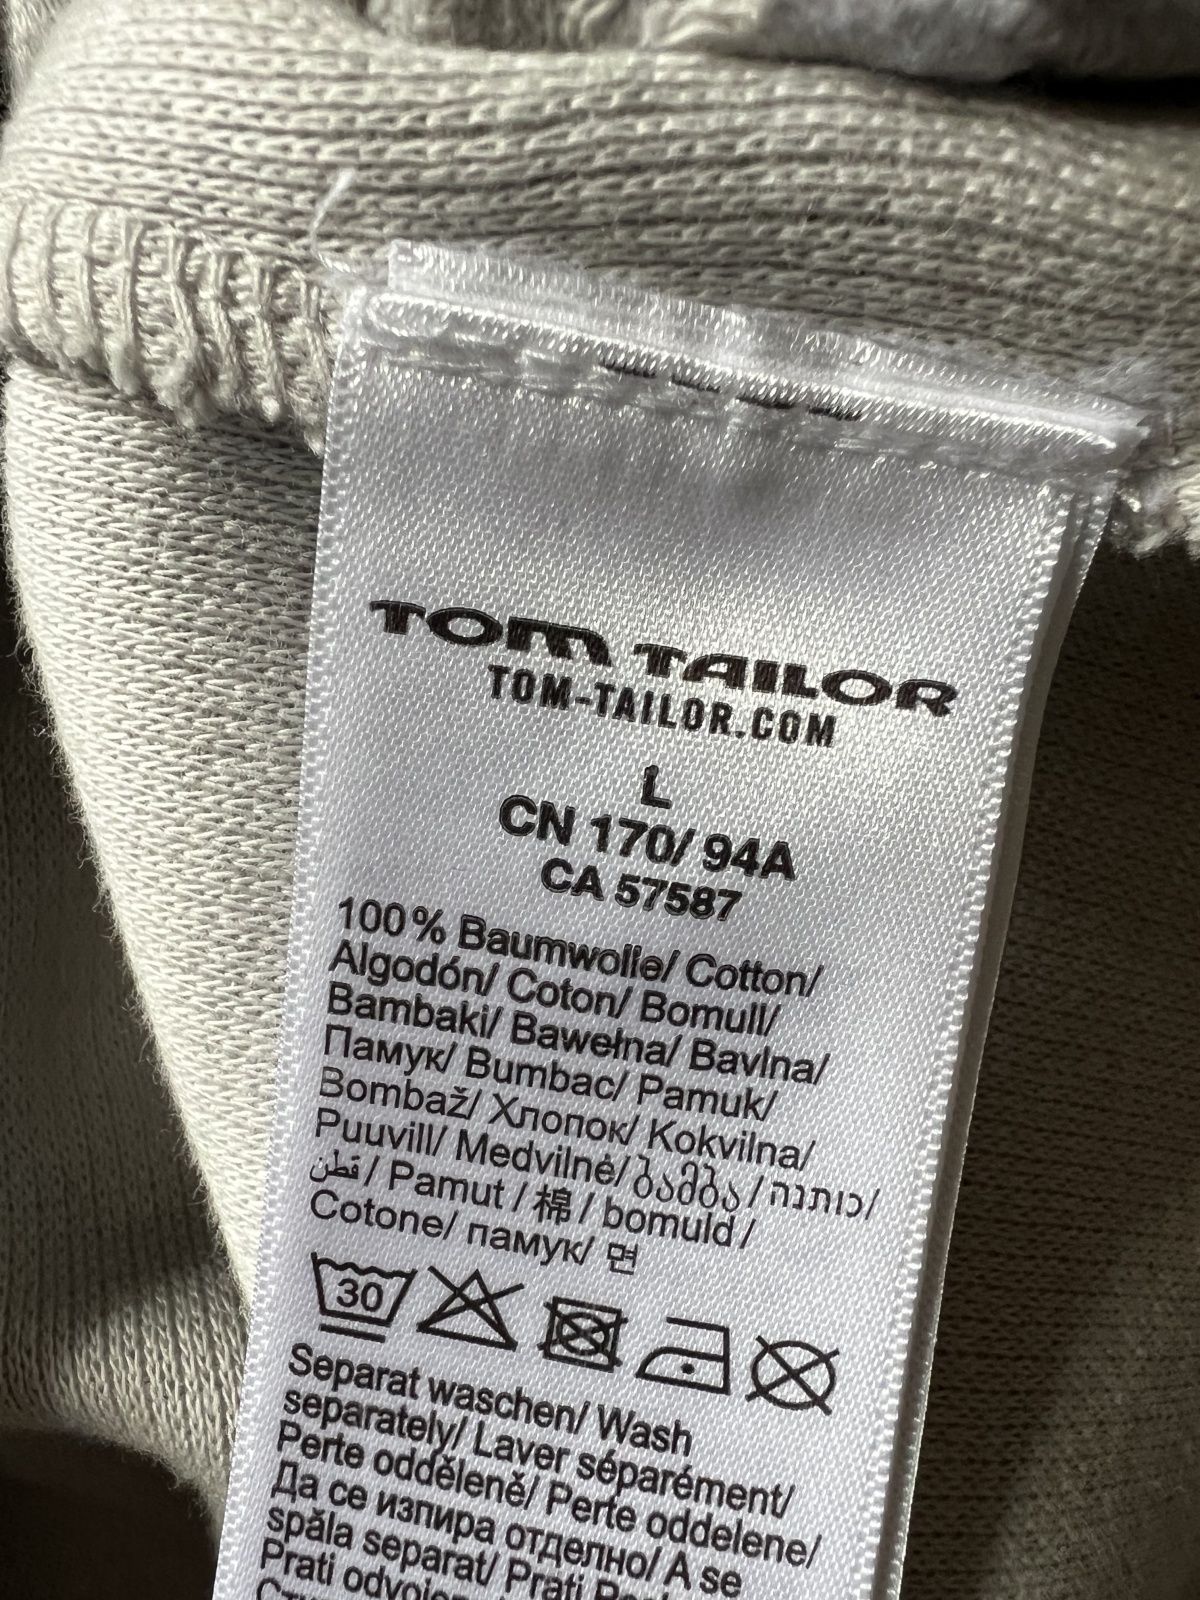 TOM TAILOR
TOM-TAILOR.COM
L
CN 170/ 94A
CA 57587
100% Baumwolle/ Cotton/
Algodón/ Coton/ Bomull/
Bambaki/ Bawełna/ Bavlna/
Памук/ Bumbac/ Pamuk/
Bombaž/ Хлопок/ Kokvilna/
Puuvill/ Medvilnė/ ბამბა / כותנה/
قطن / Pamut / 棉 / bomuld /
Cotone/ памук/ 면
30
Separat waschen/ Wash
separately/ Laver séparément/
Perte odděleně/ Perte oddelene/
Да се изпира отделно/ A se
spăla separat/ Prati
Prati